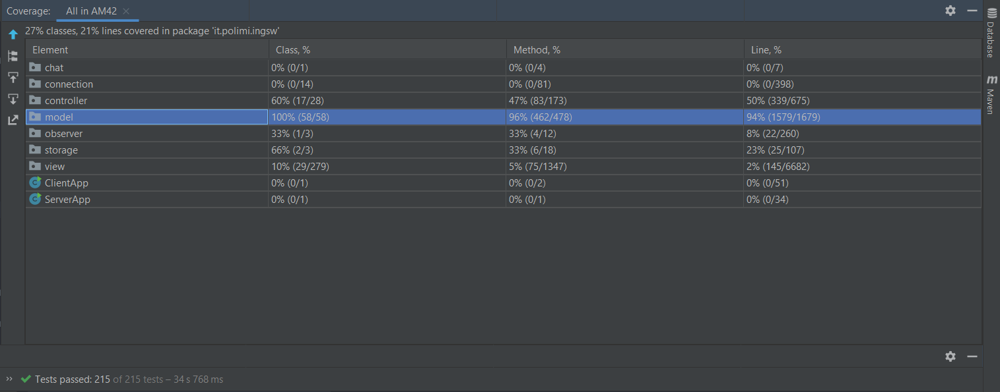 Coverage: All in AM42
27% classes, 21% lines covered in package 'it.polimi.ingsw'
Element Class, % Method, % Line, %
chat 0% (0/1) 0% (0/4) 0% (0/7)
connection 0% (0/14) 0% (0/81) 0% (0/398)
controller 60% (17/28) 47% (83/173) 50% (339/675)
model 100% (58/58) 96% (462/478) 94% (1579/1679)
observer 33% (1/3) 33% (4/12) 8% (22/260)
storage 66% (2/3) 33% (6/18) 23% (25/107)
view 10% (29/279) 5% (75/1347) 2% (145/6682)
C ClientApp 0% (0/1) 0% (0/2) 0% (0/51)
C ServerApp 0% (0/1) 0% (0/1) 0% (0/34)
Database
m Maven
» Tests passed: 215 of 215 tests – 34 s 768 ms